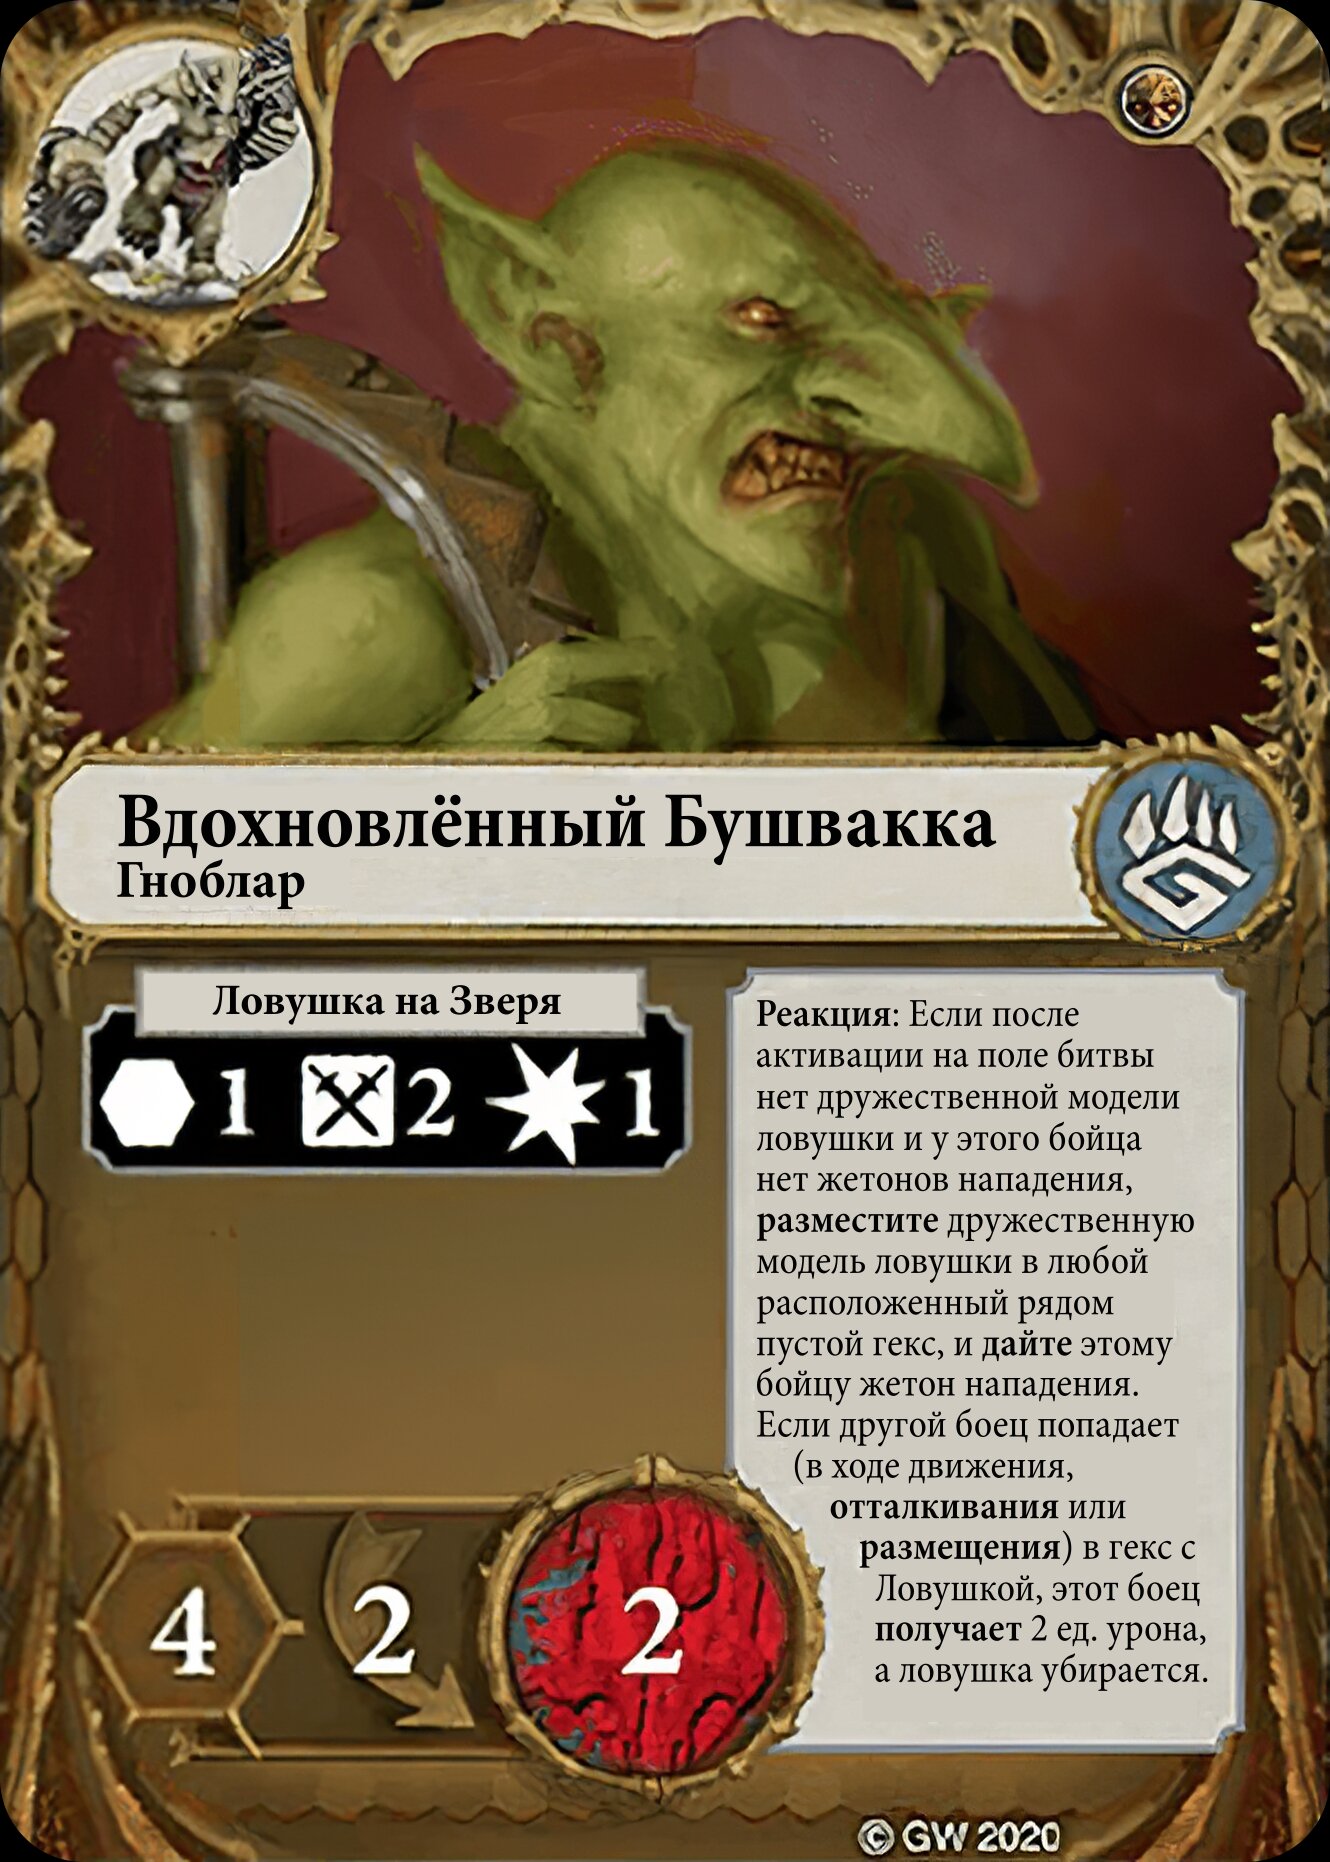 Вдохновлённый Бушвакка
Гноблар
Ловушка на Зверя
1 2 1
Реакция: Если после
активации на поле битвы
нет дружественной модели
ловушки и у этого бойца
нет жетонов нападения,
разместите дружественную
модель ловушки в любой
расположенный рядом
пустой гекс, и дайте этому
бойцу жетон нападения.
Если другой боец попадает
(в ходе движения,
отталкивания или
размещения) в гекс с
Ловушкой, этот боец
получает 2 ед. урона,
а ловушка убирается.
4 2 2
© GW 2020